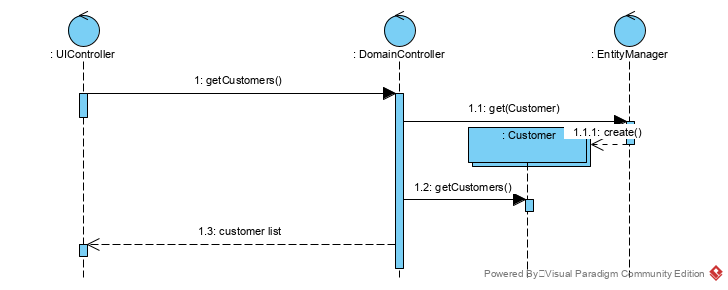 : UIController
: DomainController
: EntityManager
1: getCustomers()
1.1: get(Customer)
: Customer
1.1.1: create()
1.2: getCustomers()
1.3: customer list
Powered By Visual Paradigm Community Edition